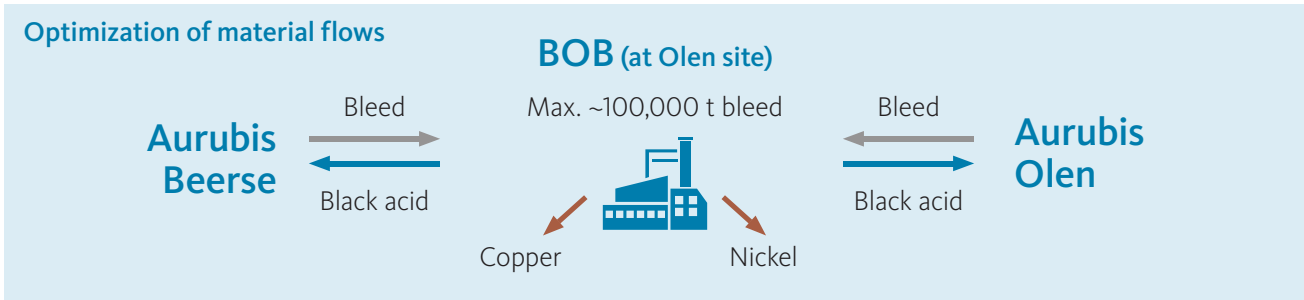 Optimization of material flows
BOB (at Olen site)
Max. ~100,000 t bleed
Aurubis
Beerse
Bleed
Black acid
Bleed
Black acid
Aurubis
Olen
Copper
Nickel